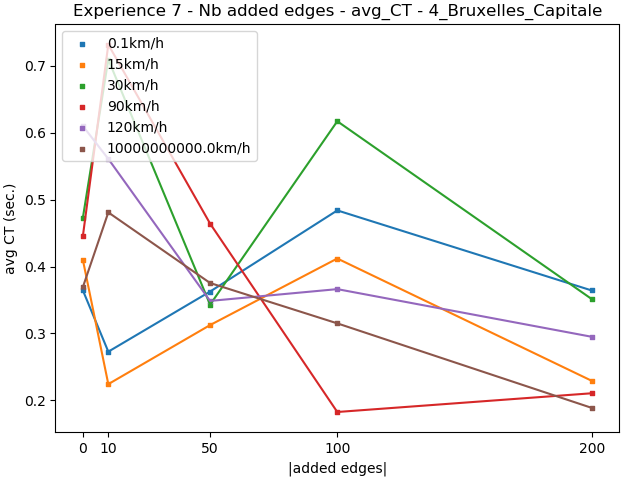 Experience 7 - Nb added edges - avg_CT - 4_Bruxelles_Capitale
0.1km/h
15km/h
30km/h
90km/h
120km/h
10000000000.0km/h
avg CT (sec.)
0.7
0.6
0.5
0.4
0.3
0.2
0 10 50 100 200
|added edges|